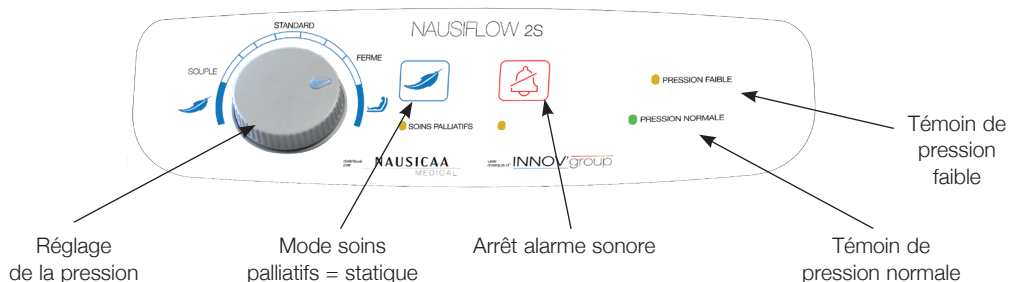 STANDARD
NAUSIFLOW 2S
SOUPLE
FERME
PRESSION FAIBLE
SOINS PALLIATIFS
PRESSION NORMALE
distribué par NAUSICAA MEDICAL
une marque d' INNOV'group
Témoin de
pression
faible
Réglage
de la pression
Mode soins
palliatifs = statique
Arrêt alarme sonore
Témoin de
pression normale